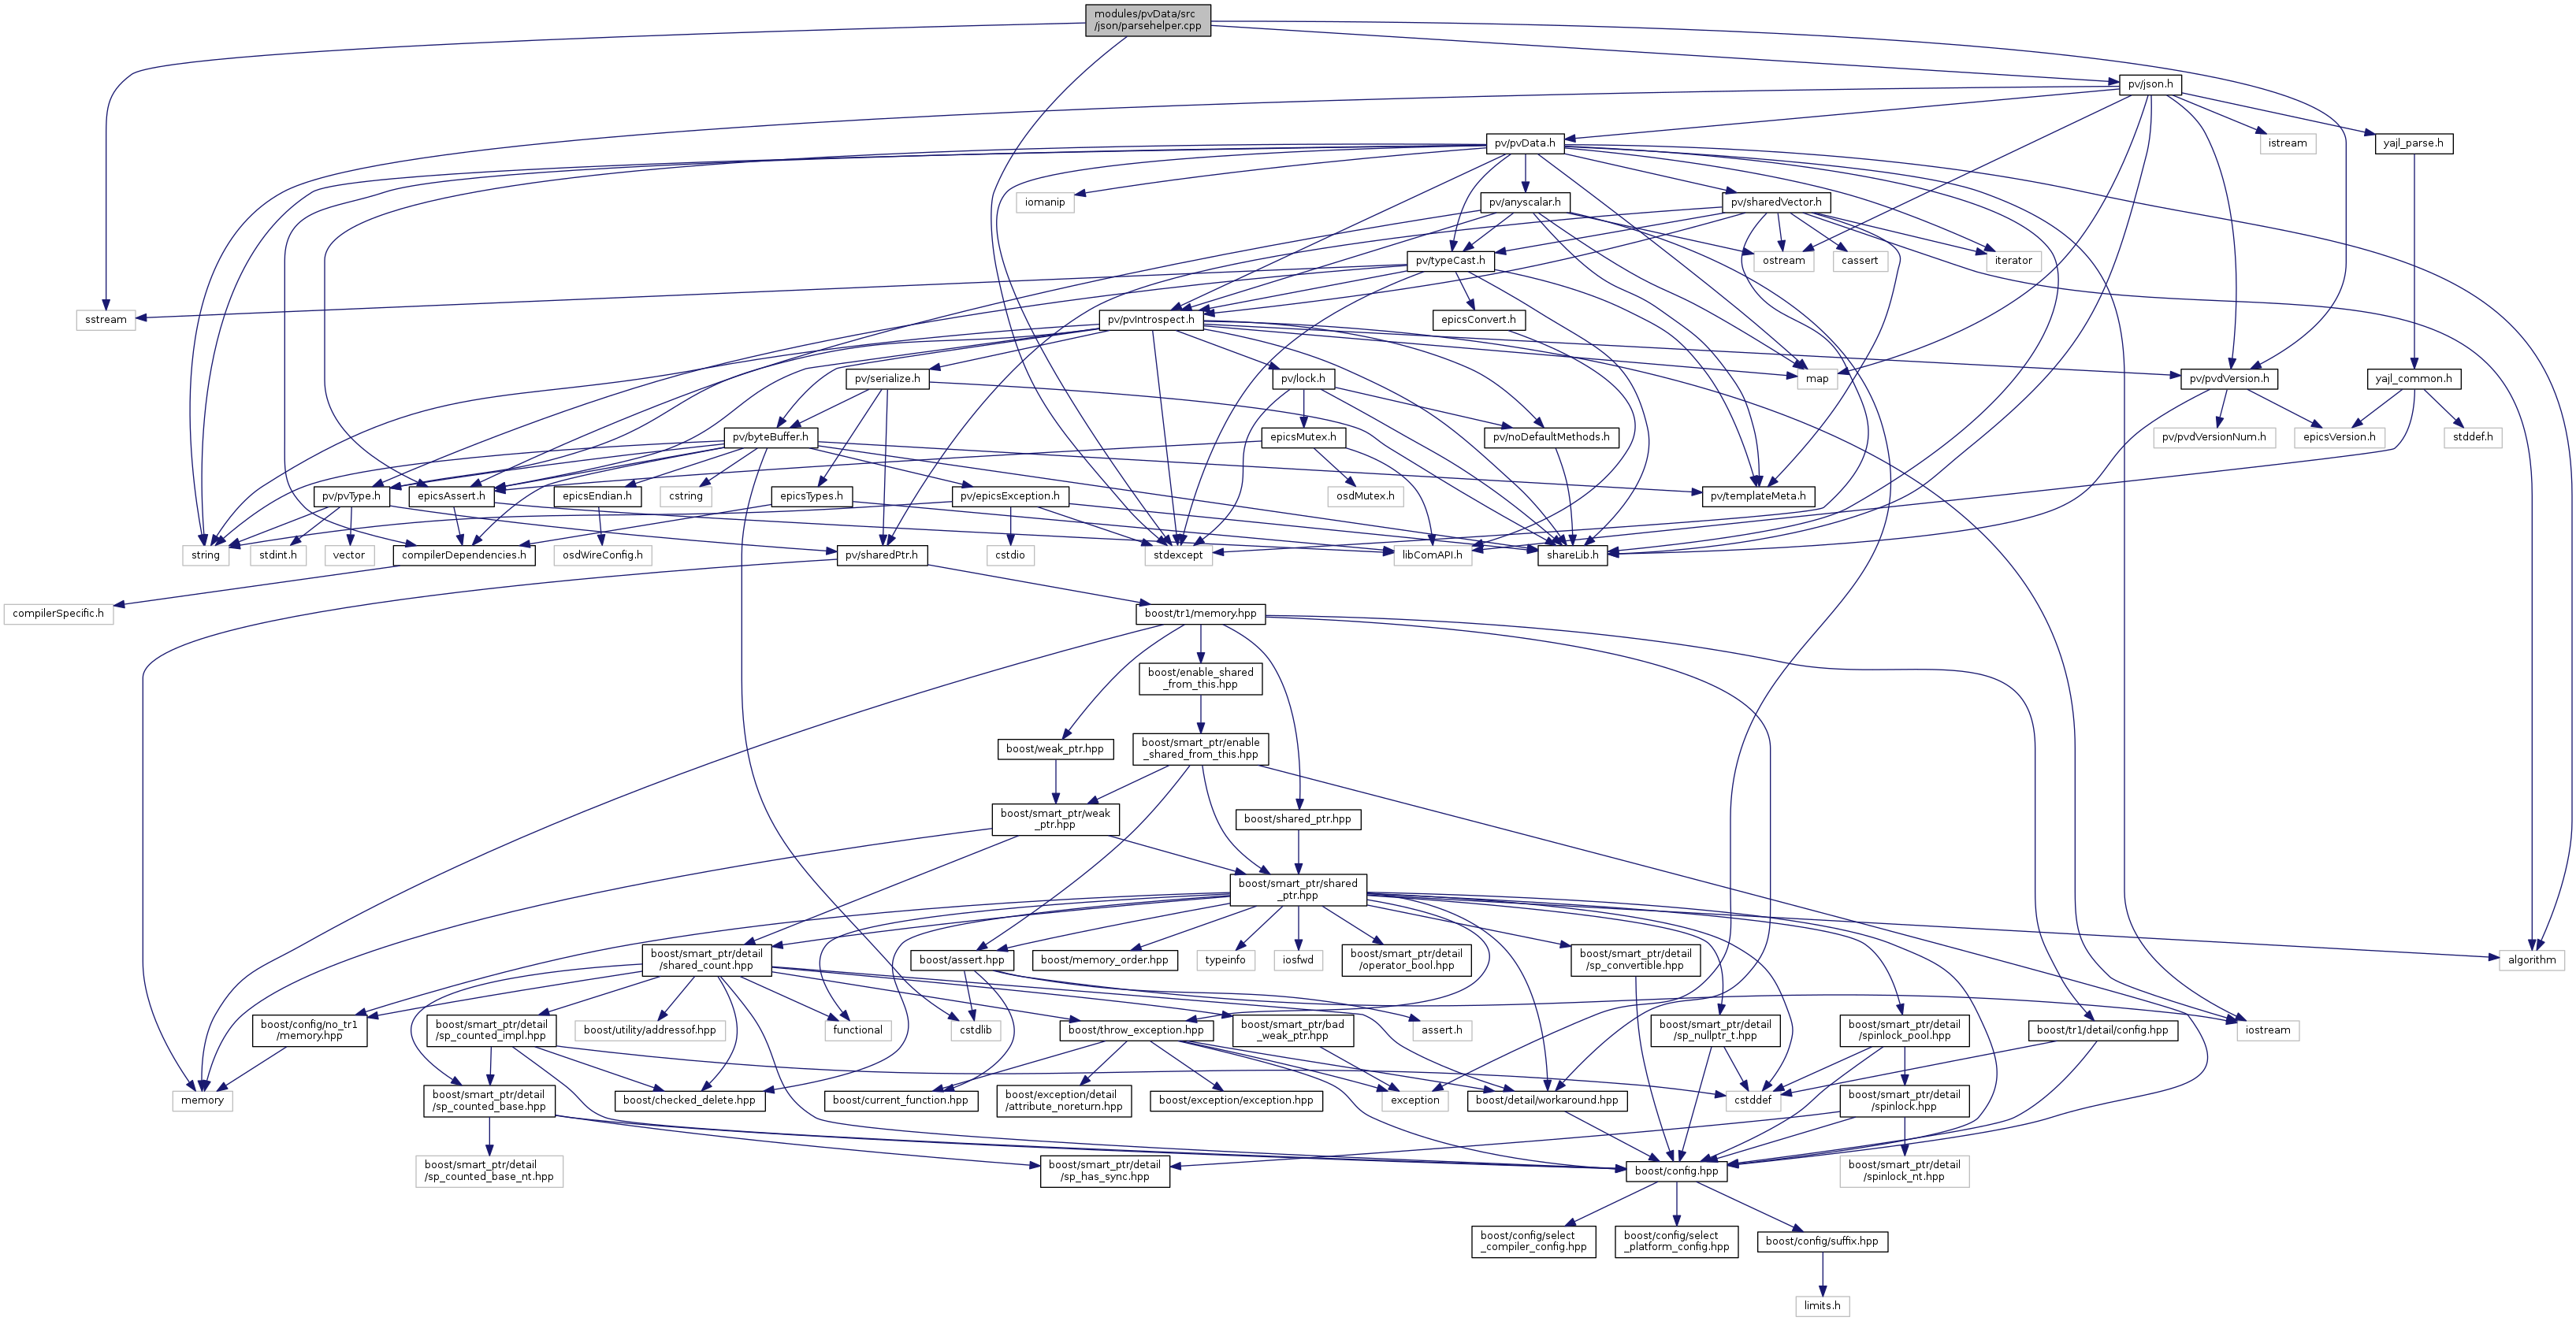 modules/pvData/src
/json/parsehelper.cpp
pv/json.h
pv/pvData.h
istream
yajl_parse.h
iomanip
pv/anyscalar.h
pv/sharedVector.h
pv/typeCast.h
ostream
cassert
iterator
sstream
pv/pvIntrospect.h
epicsConvert.h
pv/serialize.h
pv/lock.h
map
pv/pvdVersion.h
yajl_common.h
pv/byteBuffer.h
epicsMutex.h
pv/noDefaultMethods.h
pv/pvdVersionNum.h
epicsVersion.h
stddef.h
pv/pvType.h
epicsAssert.h
epicsEndian.h
cstring
epicsTypes.h
pv/epicsException.h
osdMutex.h
pv/templateMeta.h
string
stdint.h
vector
compilerDependencies.h
osdWireConfig.h
pv/sharedPtr.h
cstdio
stdexcept
libComAPI.h
shareLib.h
compilerSpecific.h
boost/tr1/memory.hpp
boost/enable_shared
_from_this.hpp
boost/weak_ptr.hpp
boost/smart_ptr/enable
_shared_from_this.hpp
boost/smart_ptr/weak
_ptr.hpp
boost/shared_ptr.hpp
boost/smart_ptr/shared
_ptr.hpp
boost/smart_ptr/detail
/shared_count.hpp
boost/assert.hpp
boost/memory_order.hpp
typeinfo
iosfwd
boost/smart_ptr/detail
/operator_bool.hpp
boost/smart_ptr/detail
/sp_convertible.hpp
algorithm
boost/config/no_tr1
/memory.hpp
boost/smart_ptr/detail
/sp_counted_impl.hpp
boost/utility/addressof.hpp
functional
cstdlib
boost/throw_exception.hpp
boost/smart_ptr/bad
_weak_ptr.hpp
assert.h
boost/smart_ptr/detail
/sp_nullptr_t.hpp
boost/smart_ptr/detail
/spinlock_pool.hpp
boost/tr1/detail/config.hpp
iostream
memory
boost/smart_ptr/detail
/sp_counted_base.hpp
boost/checked_delete.hpp
boost/current_function.hpp
boost/exception/detail
/attribute_noreturn.hpp
boost/exception/exception.hpp
exception
boost/detail/workaround.hpp
cstddef
boost/smart_ptr/detail
/spinlock.hpp
boost/smart_ptr/detail
/sp_counted_base_nt.hpp
boost/smart_ptr/detail
/sp_has_sync.hpp
boost/config.hpp
boost/smart_ptr/detail
/spinlock_nt.hpp
boost/config/select
_compiler_config.hpp
boost/config/select
_platform_config.hpp
boost/config/suffix.hpp
limits.h